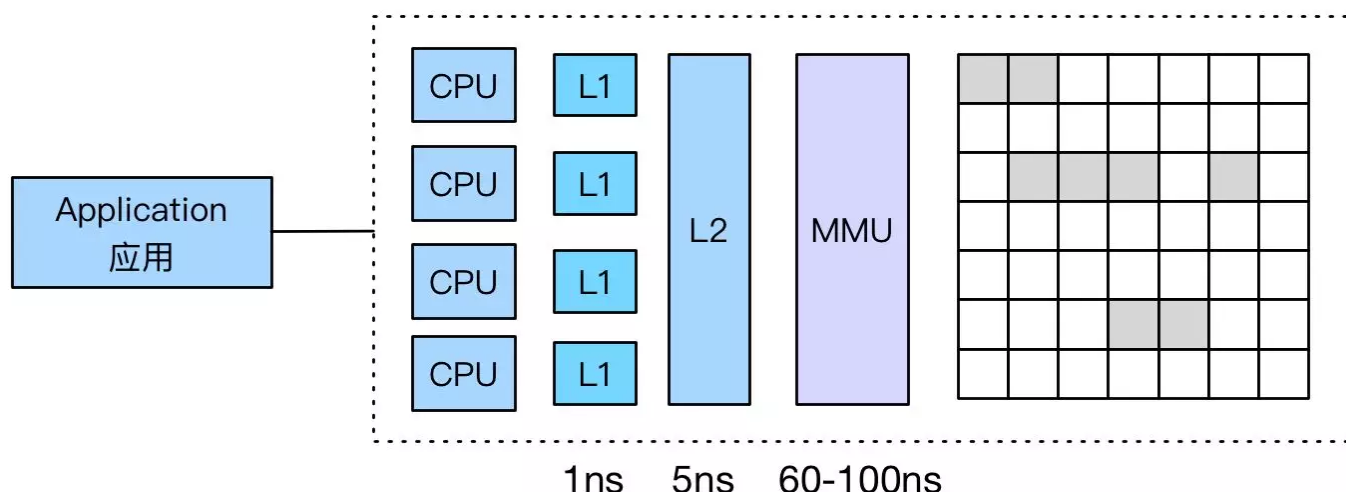 Application
应用
CPU
L1
CPU
L1
CPU
L1
CPU
L1
L2
MMU
1ns
5ns
60-100ns